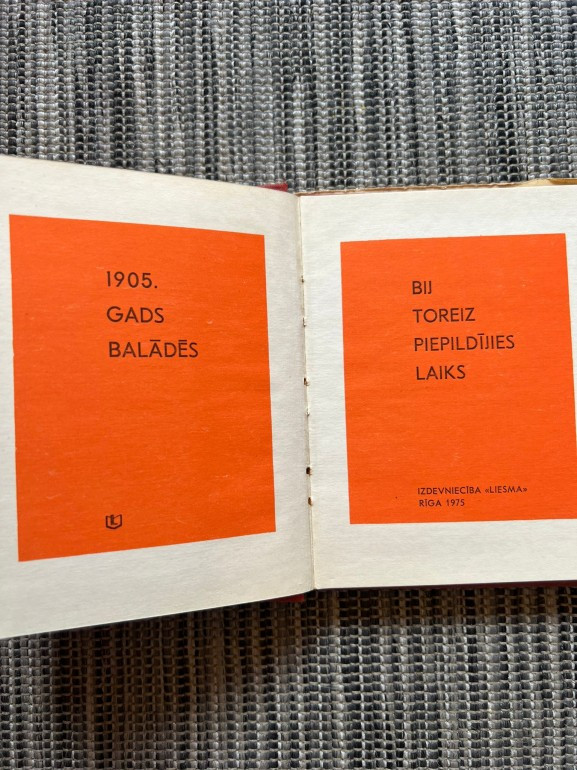 1905.
GADS
BALĀDĒS
BIJ
TOREIZ
PIEPILDĪJIES
LAIKS
IZDEVNIECĪBA «LIESMA»
RĪGA 1975